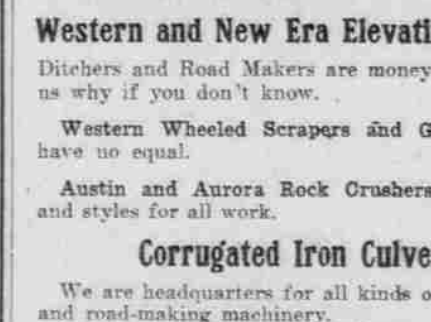 Western and New Era Elevati
Ditchers and Road Makers are money
us why if you don't know.
Western Wheeled Scrapers and G
have no equal.
Austin and Aurora Rock Crushers
and styles for all work.
Corrugated Iron Culve
We are headquarters for all kinds o
and road-making machinery.